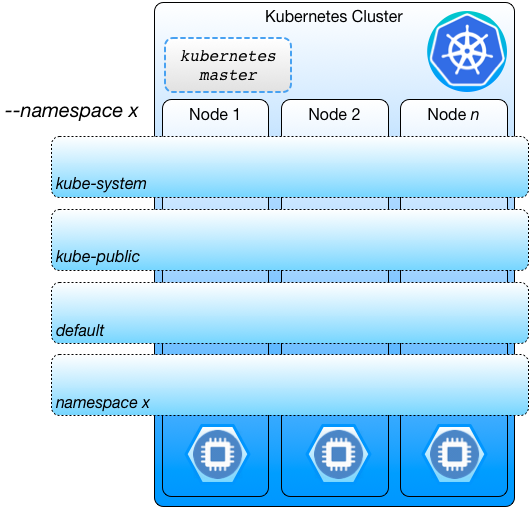 Kubernetes Cluster
kubernetes
master
--namespace x
Node 1
Node 2
Node n
kube-system
kube-public
default
namespace x